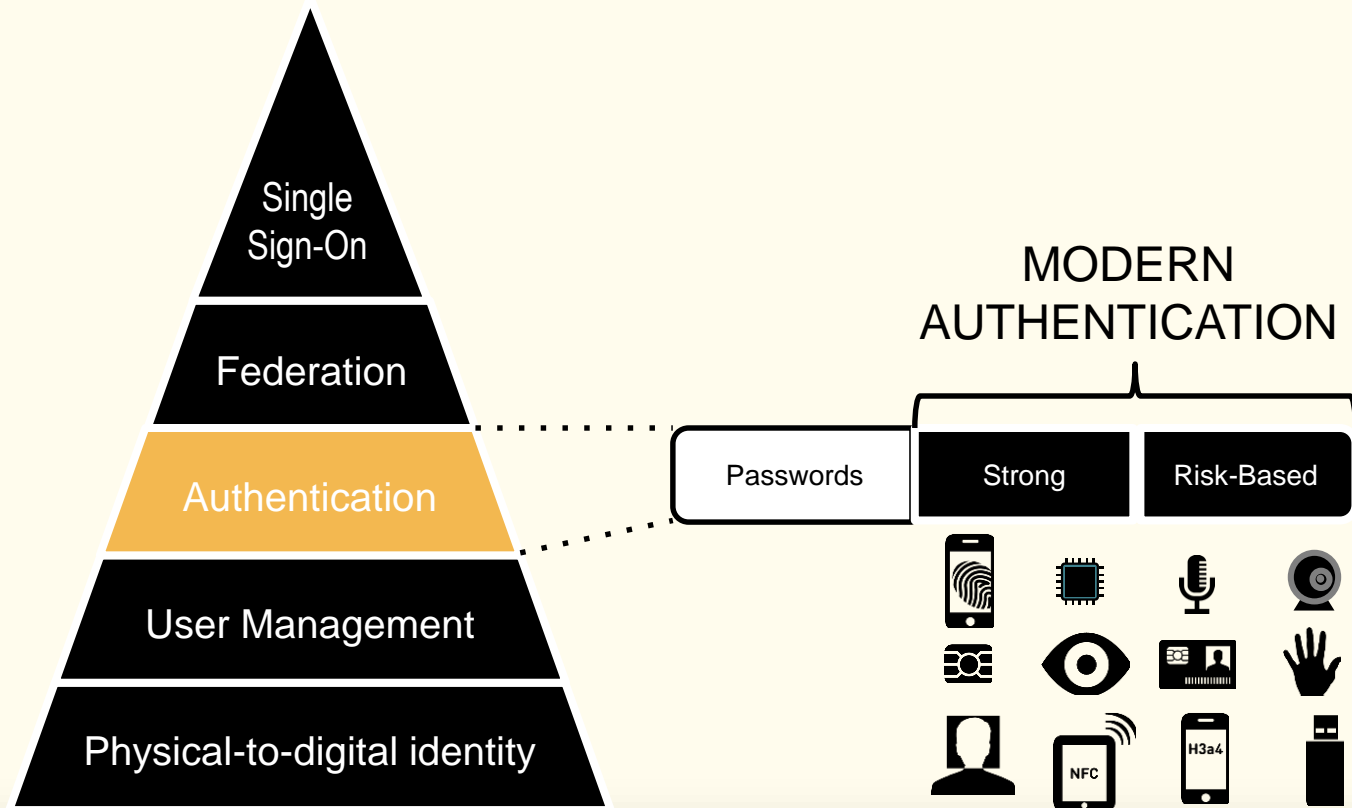 Single
Sign-On
Federation
Authentication
User Management
Physical-to-digital identity
MODERN
AUTHENTICATION
Passwords
Strong
Risk-Based
NFC
H3a4